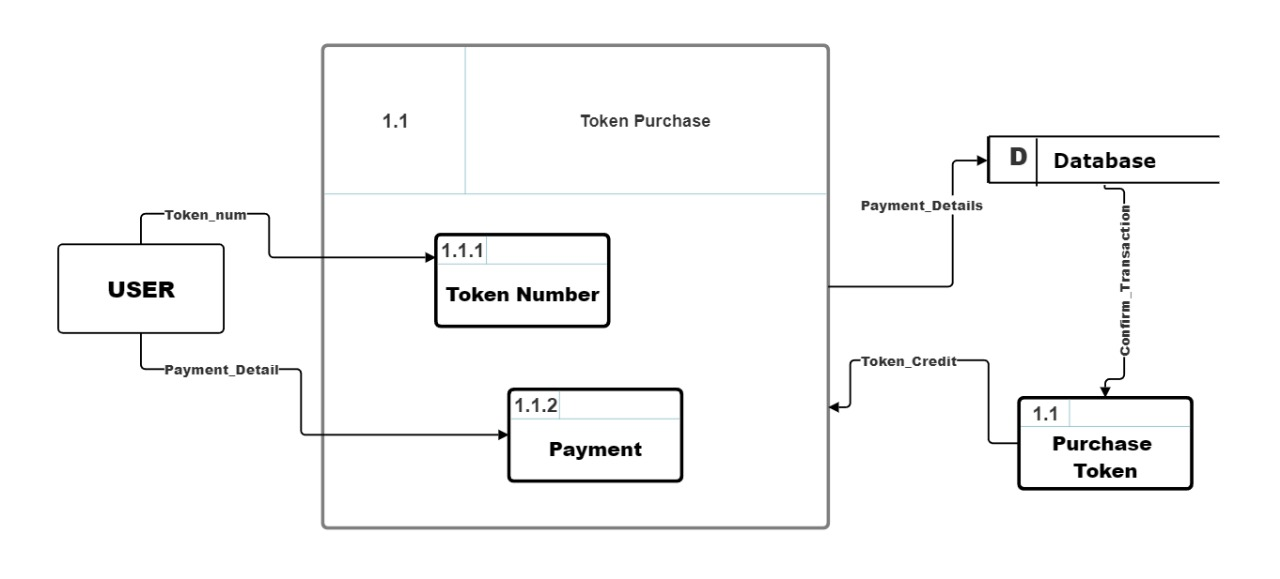 1.1
Token Purchase
D
Database
Token_num
Payment_Details
1.1.1
Token Number
USER
Confirm_Transaction
Payment_Detail
Token_Credit
1.1.2
Payment
1.1
Purchase
Token